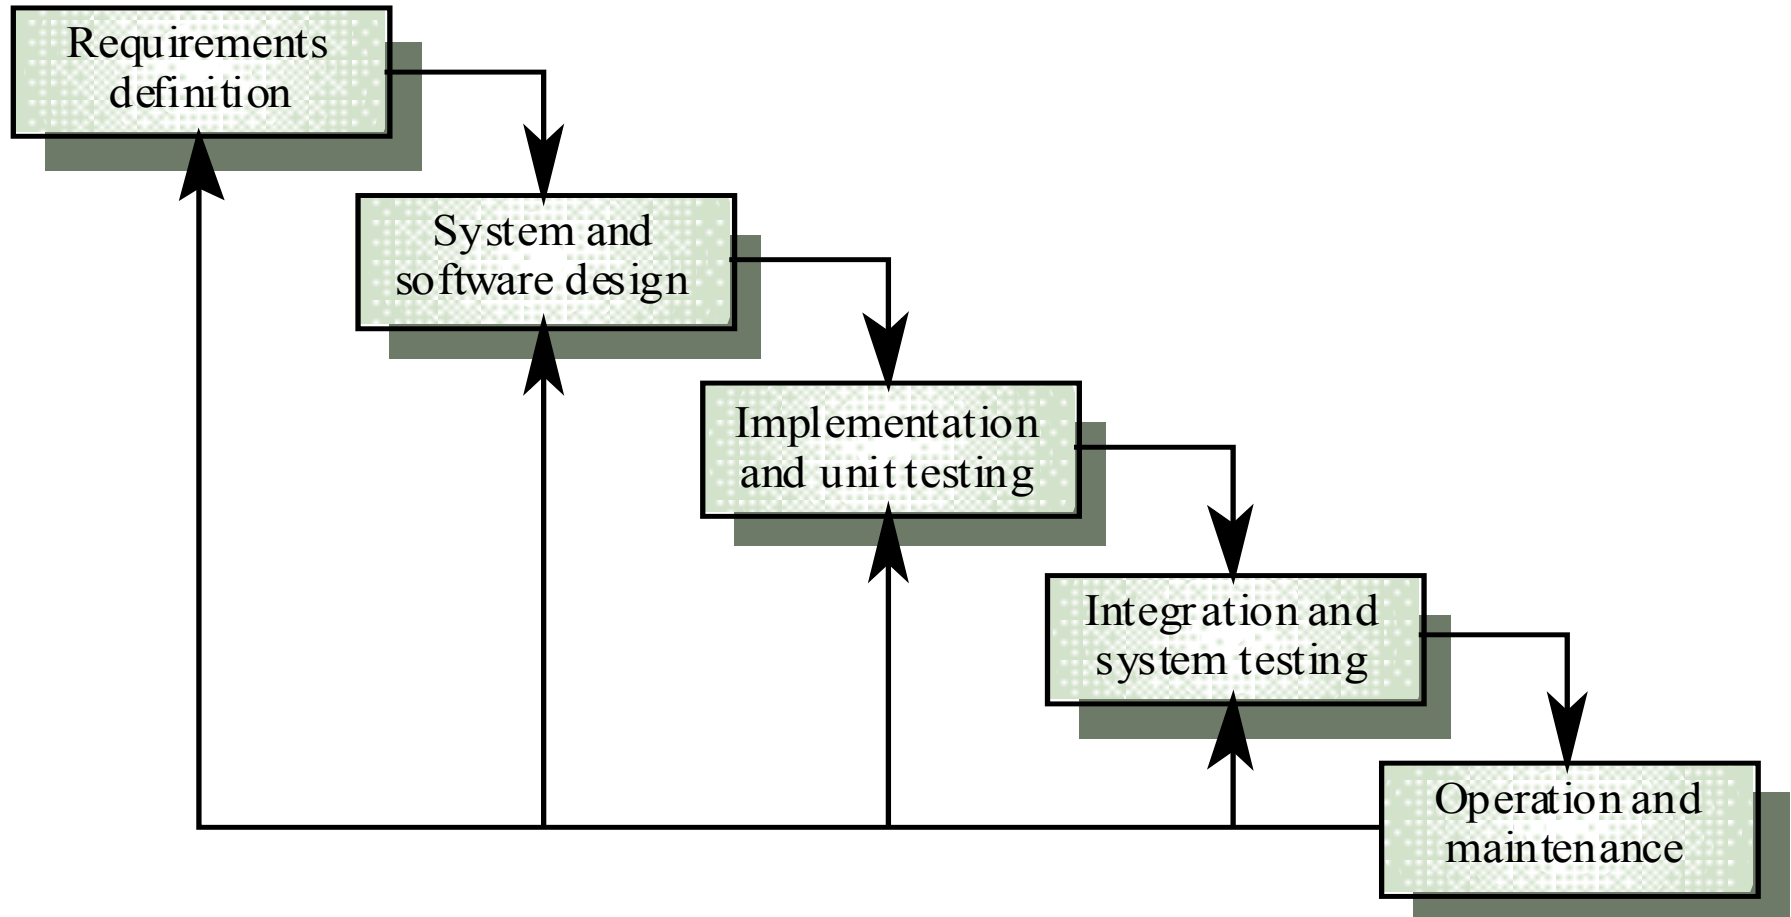 Requirements
definition
System and
software design
Implementation
and unit testing
Integration and
system testing
Operation and
maintenance